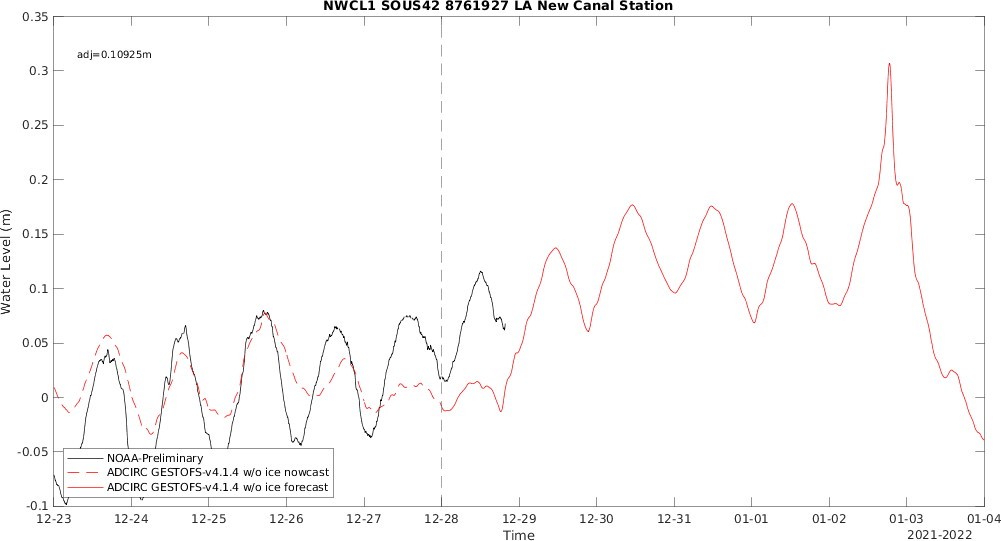 NWCL1 SOUS42 8761927 LA New Canal Station
adj=0.10925m
0.35
0.3
0.25
0.2
0.15
0.1
0.05
0
-0.05
-0.1
Water Level (m)
NOAA-Preliminary
ADCIRC GESTOFS-v4.1.4 w/o ice nowcast
ADCIRC GESTOFS-v4.1.4 w/o ice forecast
12-23 12-24 12-25 12-26 12-27 12-28 12-29 12-30 12-31 01-01 01-02 01-03 01-04
Time
2021-2022